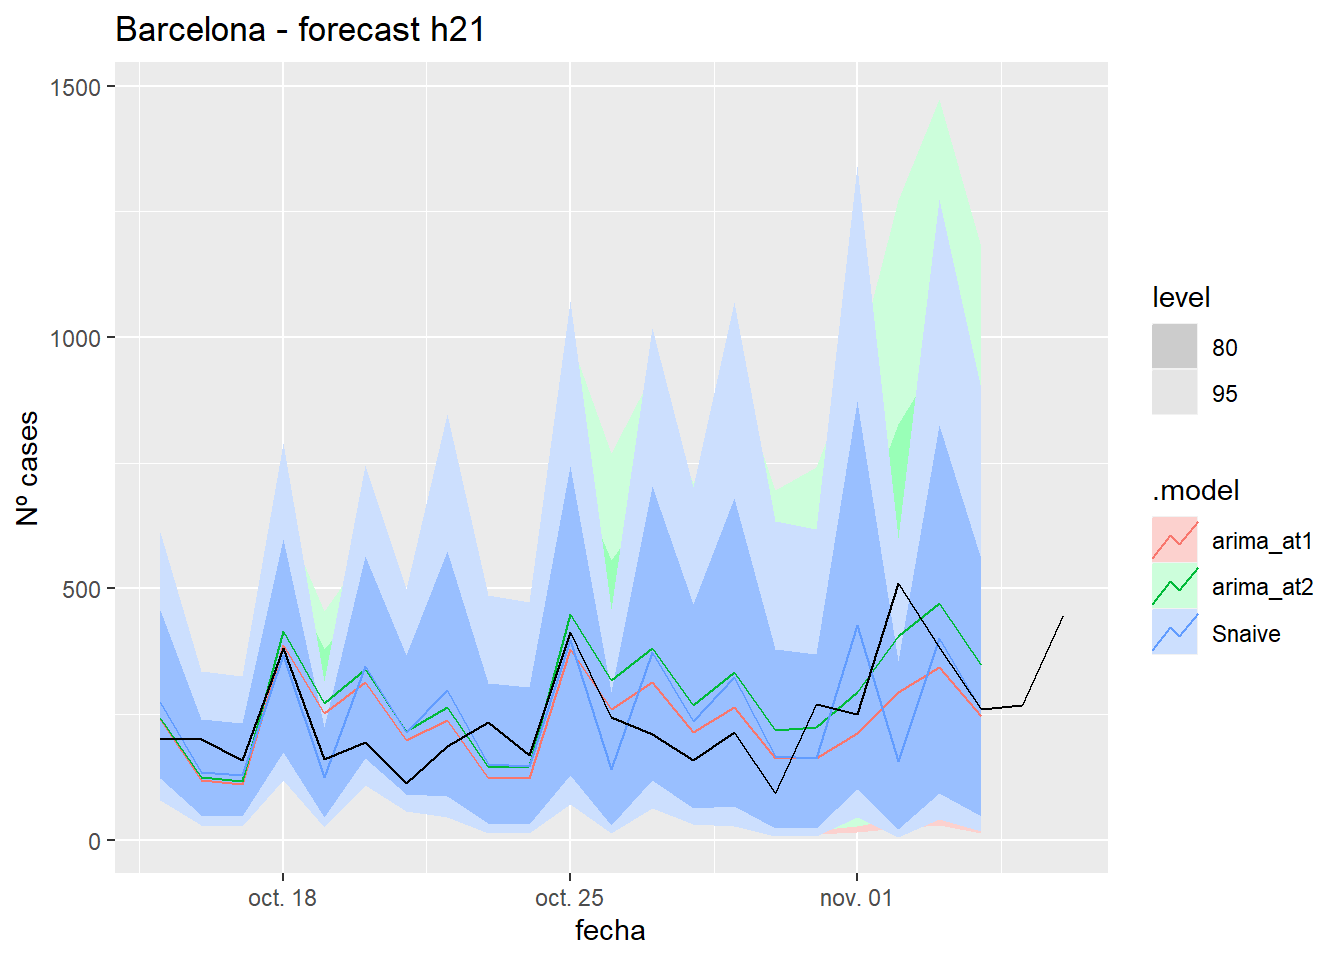 Barcelona - forecast h21
1500
1000
500
0
Nº cases
oct. 18
oct. 25
nov. 01
fecha
level
80
95
.model
arima_at1
arima_at2
Snaive